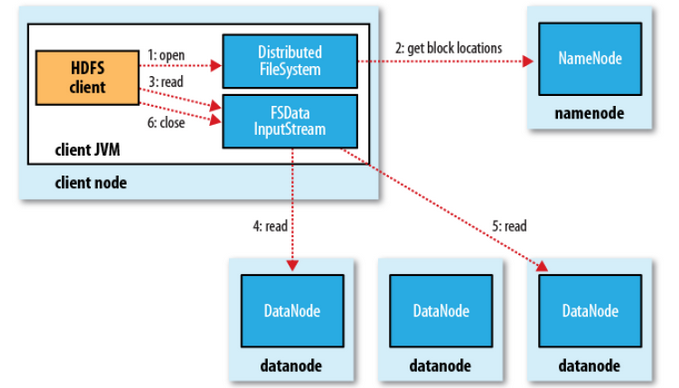 HDFS
client
1: open
3: read
6: close
Distributed
FileSystem
FSData
InputStream
client JVM
client node
2: get block locations
NameNode
namenode
4: read
5: read
DataNode
datanode
DataNode
datanode
DataNode
datanode